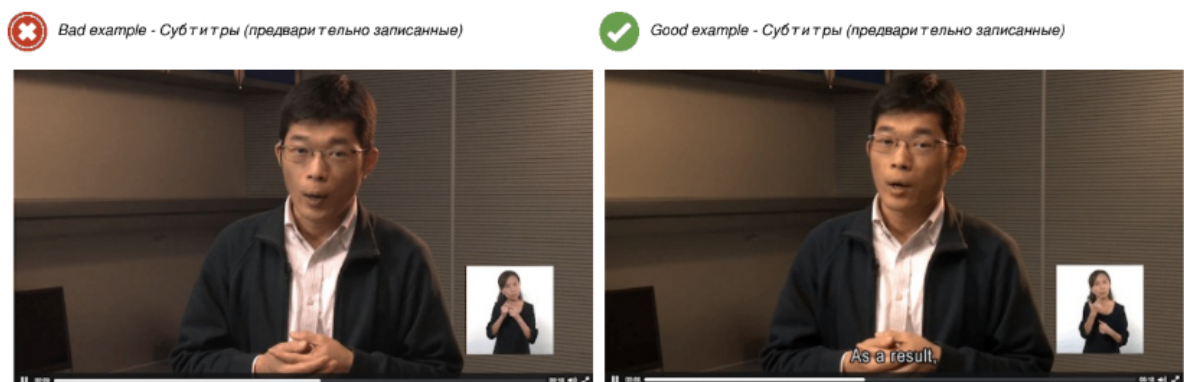 Bad example - Субтитры (предварительно записанные)
Good example - Субтитры (предварительно записанные)
As a result,